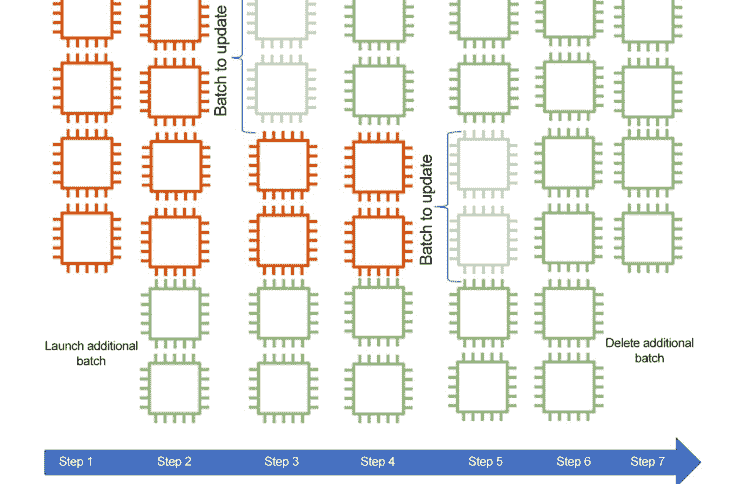 Batch to update
Batch to update
Launch additional
batch
Delete additional
batch
Step 1
Step 2
Step 3
Step 4
Step 5
Step 6
Step 7